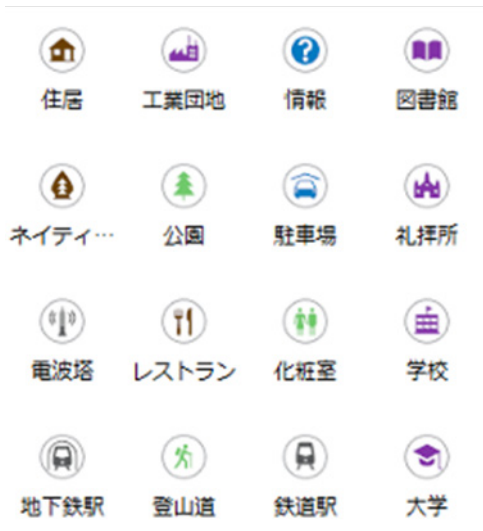 住居 工業団地 情報 図書館
ネイティ… 公園 駐車場 礼拝所
電波塔 レストラン 化粧室 学校
地下鉄駅 登山道 鉄道駅 大学